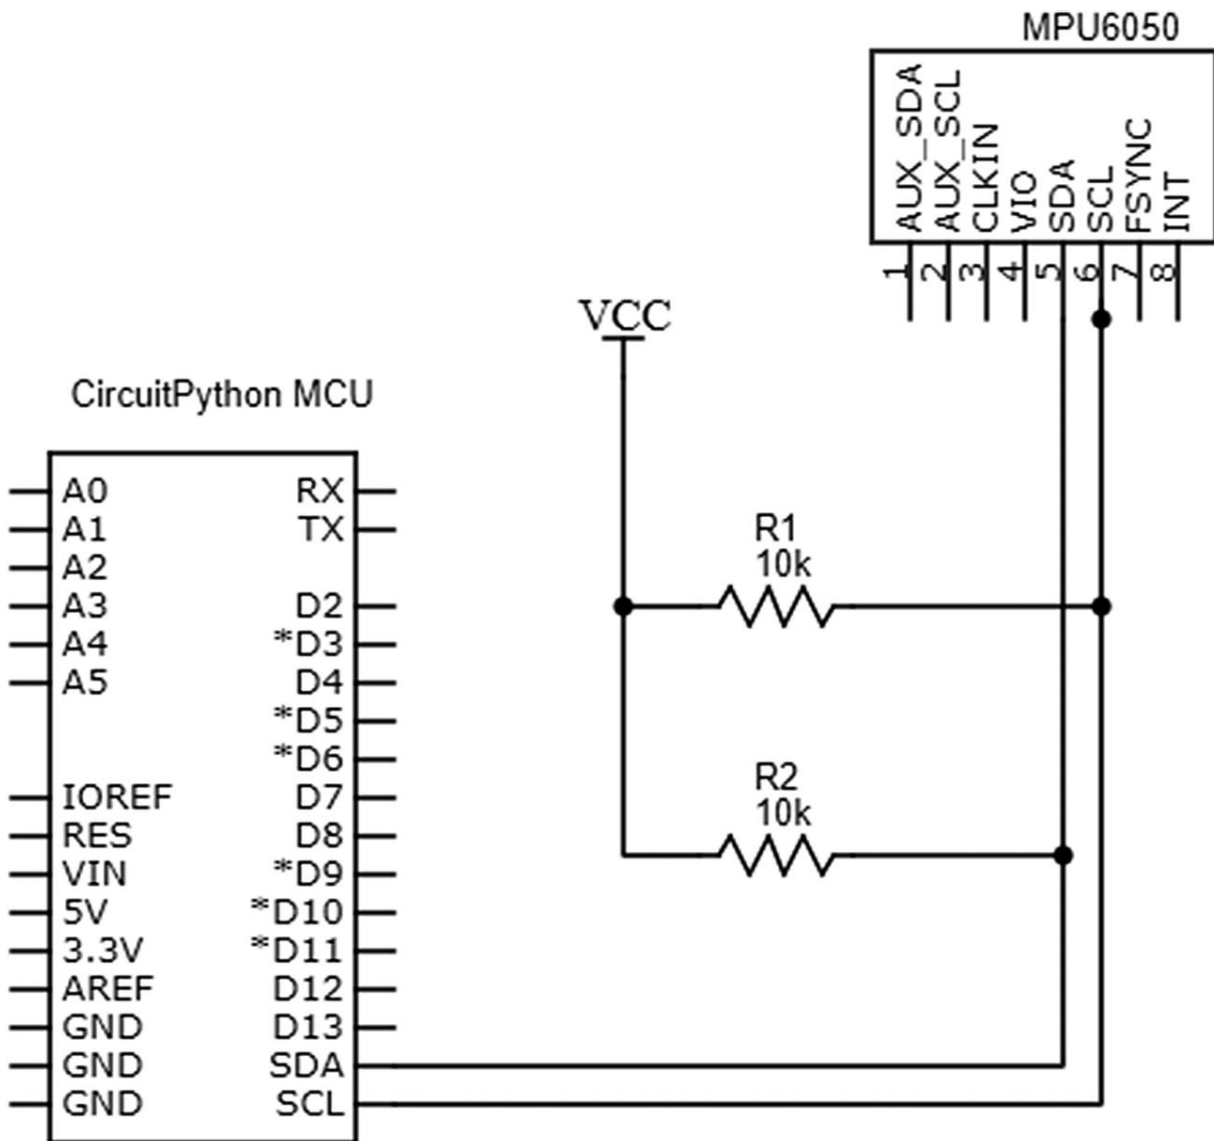 MPU6050
AUX_SDA
AUX_SCL
CLKIN
VIO
SDA
SCL
FSYNC
INT
1
2
3
4
5
6
7
8
VCC
CircuitPython MCU
A0 RX
A1 TX
A2
A3 D2
A4 *D3
A5 D4
*D5
*D6
IOREF D7
RES D8
VIN *D9
5V *D10
3.3V *D11
AREF D12
GND D13
GND SDA
GND SCL
R1
10k
R2
10k